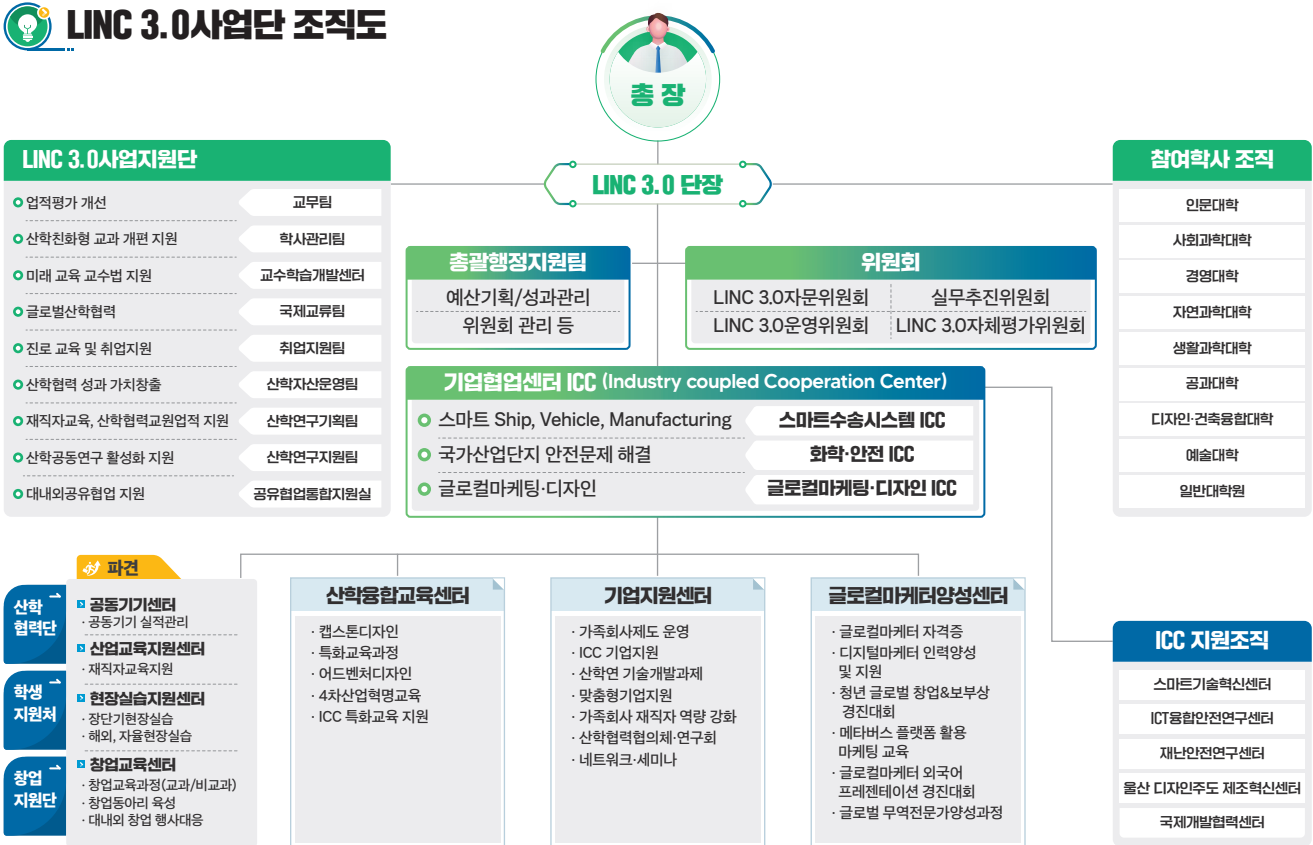 LINC 3.0사업단 조직도
총 장
LINC 3.0 단장
LINC 3.0사업지원단
업적평가 개선 교무팀
산학친화형 교과 개편 지원 학사관리팀
미래 교육 교수법 지원 교수학습개발센터
글로벌산학협력 국제교류팀
진로 교육 및 취업지원 취업지원팀
산학협력 성과 가치창출 산학자산운영팀
재직자교육, 산학협력교원업적 지원 산학연구기획팀
산학공동연구 활성화 지원 산학연구지원팀
대내외공유협업 지원 공유협업통합지원실
총괄행정지원팀
예산기획/성과관리
위원회 관리 등
위원회
LINC 3.0자문위원회 실무추진위원회
LINC 3.0운영위원회 LINC 3.0자체평가위원회
기업협업센터 ICC (Industry coupled Cooperation Center)
스마트 Ship, Vehicle, Manufacturing 스마트수송시스템 ICC
국가산업단지 안전문제 해결 화학·안전 ICC
글로컬마케팅·디자인 글로컬마케팅·디자인 ICC
참여학사 조직
인문대학
사회과학대학
경영대학
자연과학대학
생활과학대학
공과대학
디자인·건축융합대학
예술대학
일반대학원
파견
산학
협력단
학생
지원처
창업
지원단
공동기기센터
· 공동기기 실적관리
산업교육지원센터
· 재직자교육지원
현장실습지원센터
· 장단기현장실습
· 해외, 자율현장실습
창업교육센터
· 창업교육과정(교과/비교과)
· 창업동아리 육성
· 대내외 창업 행사대응
산학융합교육센터
· 캡스톤디자인
· 특화교육과정
· 어드벤처디자인
· 4차산업혁명교육
· ICC 특화교육 지원
기업지원센터
· 가족회사제도 운영
· ICC 기업지원
· 산학연 기술개발과제
· 맞춤형기업지원
· 가족회사 재직자 역량 강화
· 산학협력협의체·연구회
· 네트워크·세미나
글로컬마케터양성센터
· 글로컬마케터 자격증
· 디지털마케터 인력양성
및 지원
· 청년 글로벌 창업&보부상
경진대회
· 메타버스 플랫폼 활용
마케팅 교육
· 글로컬마케터 외국어
프레젠테이션 경진대회
· 글로벌 무역전문가양성과정
ICC 지원조직
스마트기술혁신센터
ICT융합안전연구센터
재난안전연구센터
울산 디자인주도 제조혁신센터
국제개발협력센터